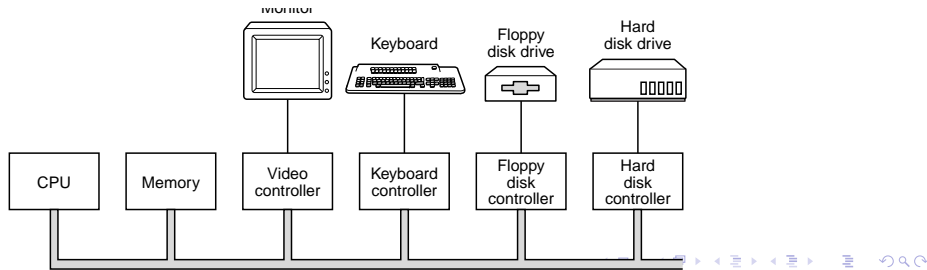 Monitor
Keyboard
Floppy
disk drive
Hard
disk drive
CPU
Memory
Video
controller
Keyboard
controller
Floppy
disk
controller
Hard
disk
controller